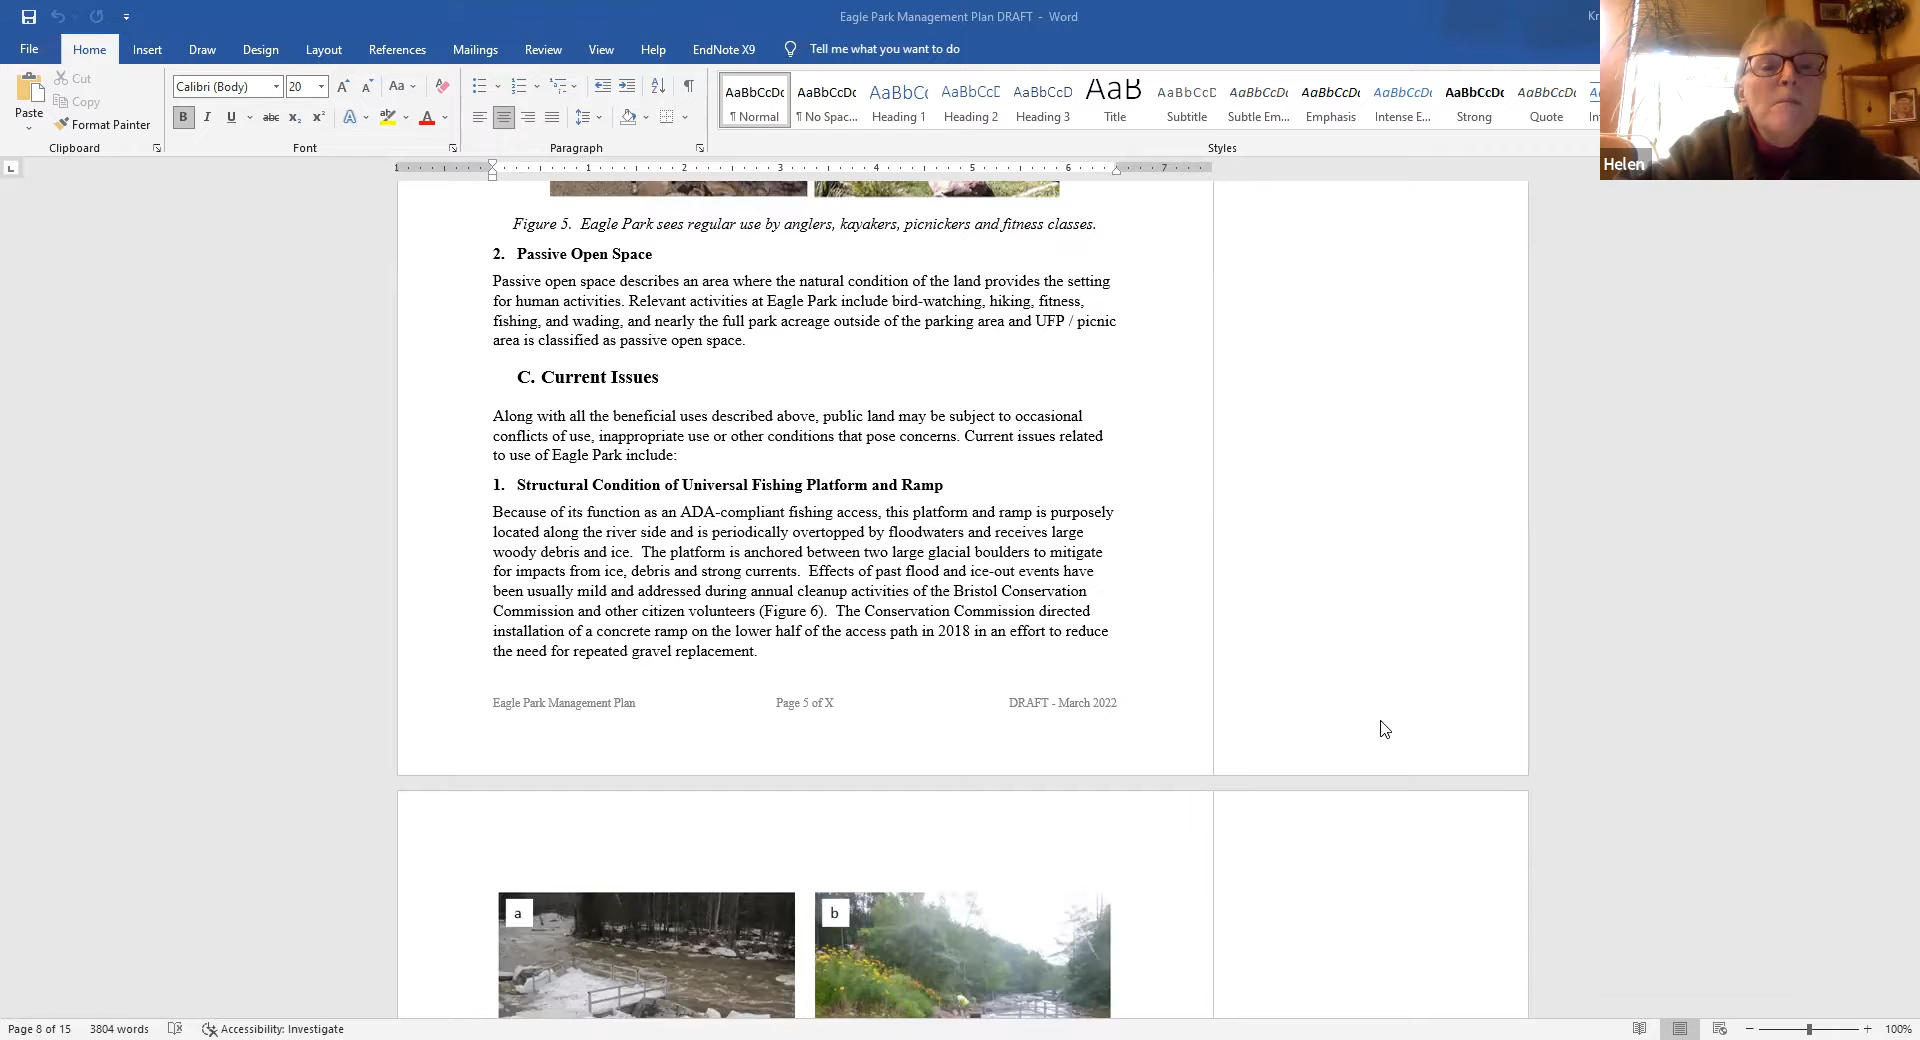 Eagle Park Management Plan DRAFT - Word
Kr
File Home Insert Draw Design Layout References Mailings Review View Help EndNote X9 Tell me what you want to do
Paste
Cut
Copy
Format Painter
Clipboard
Calibri (Body) 20
Font
Paragraph
AaBbCcDc AaBbCcDc AaBbC( AaBbCcC AaBbCcD AaB AaBbCcD AaBbCcDc AaBbCcDc AaBbCcDc AaBbCcDc AaBbCcDc
¶ Normal ¶ No Spac... Heading 1 Heading 2 Heading 3 Title Subtitle Subtle Em... Emphasis Intense E... Strong Quote
Styles
Helen
1 1 2 3 4 5 6 7
Figure 5. Eagle Park sees regular use by anglers, kayakers, picnickers and fitness classes.
2. Passive Open Space
Passive open space describes an area where the natural condition of the land provides the setting
for human activities. Relevant activities at Eagle Park include bird-watching, hiking, fitness,
fishing, and wading, and nearly the full park acreage outside of the parking area and UFP / picnic
area is classified as passive open space.
C. Current Issues
Along with all the beneficial uses described above, public land may be subject to occasional
conflicts of use, inappropriate use or other conditions that pose concerns. Current issues related
to use of Eagle Park include:
1. Structural Condition of Universal Fishing Platform and Ramp
Because of its function as an ADA-compliant fishing access, this platform and ramp is purposely
located along the river side and is periodically overtopped by floodwaters and receives large
woody debris and ice. The platform is anchored between two large glacial boulders to mitigate
for impacts from ice, debris and strong currents. Effects of past flood and ice-out events have
been usually mild and addressed during annual cleanup activities of the Bristol Conservation
Commission and other citizen volunteers (Figure 6). The Conservation Commission directed
installation of a concrete ramp on the lower half of the access path in 2018 in an effort to reduce
the need for repeated gravel replacement.
Eagle Park Management Plan Page 5 of X DRAFT - March 2022
a b
Page 8 of 15 3804 words Accessibility: Investigate 100%